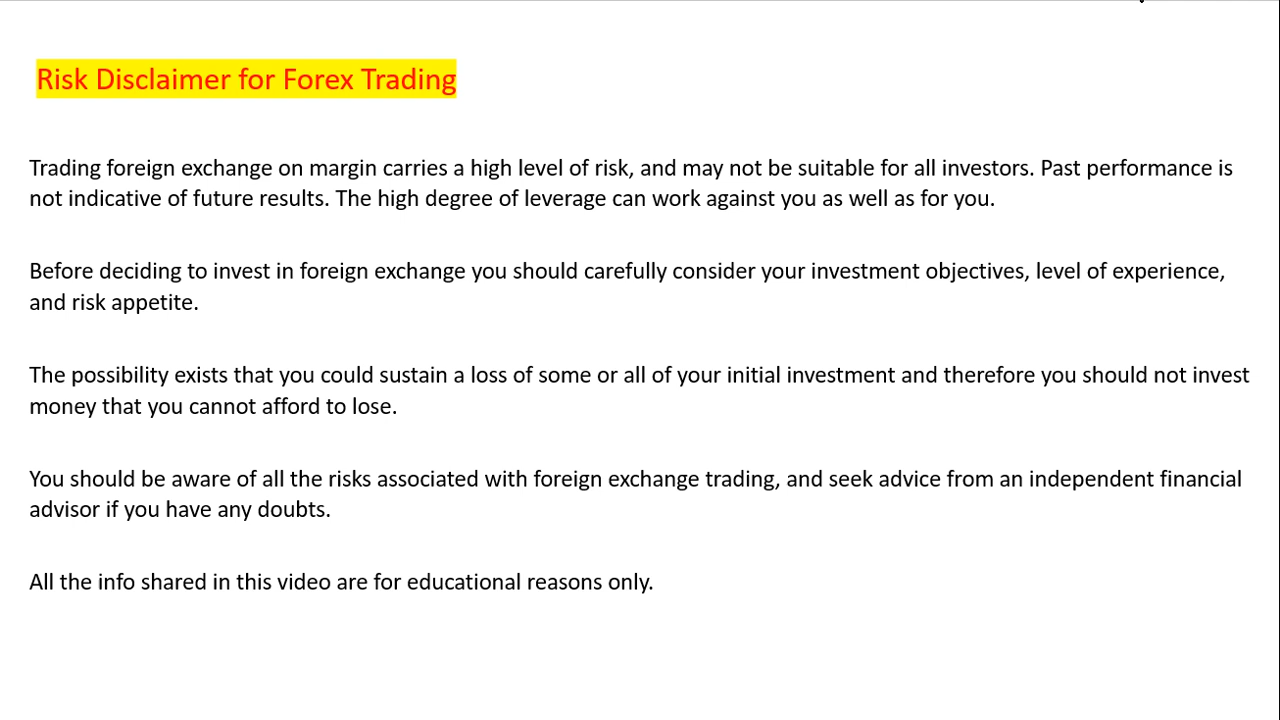 Risk Disclaimer for Forex Trading
Trading foreign exchange on margin carries a high level of risk, and may not be suitable for all investors. Past performance is
not indicative of future results. The high degree of leverage can work against you as well as for you.
Before deciding to invest in foreign exchange you should carefully consider your investment objectives, level of experience,
and risk appetite.
The possibility exists that you could sustain a loss of some or all of your initial investment and therefore you should not invest
money that you cannot afford to lose.
You should be aware of all the risks associated with foreign exchange trading, and seek advice from an independent financial
advisor if you have any doubts.
All the info shared in this video are for educational reasons only.